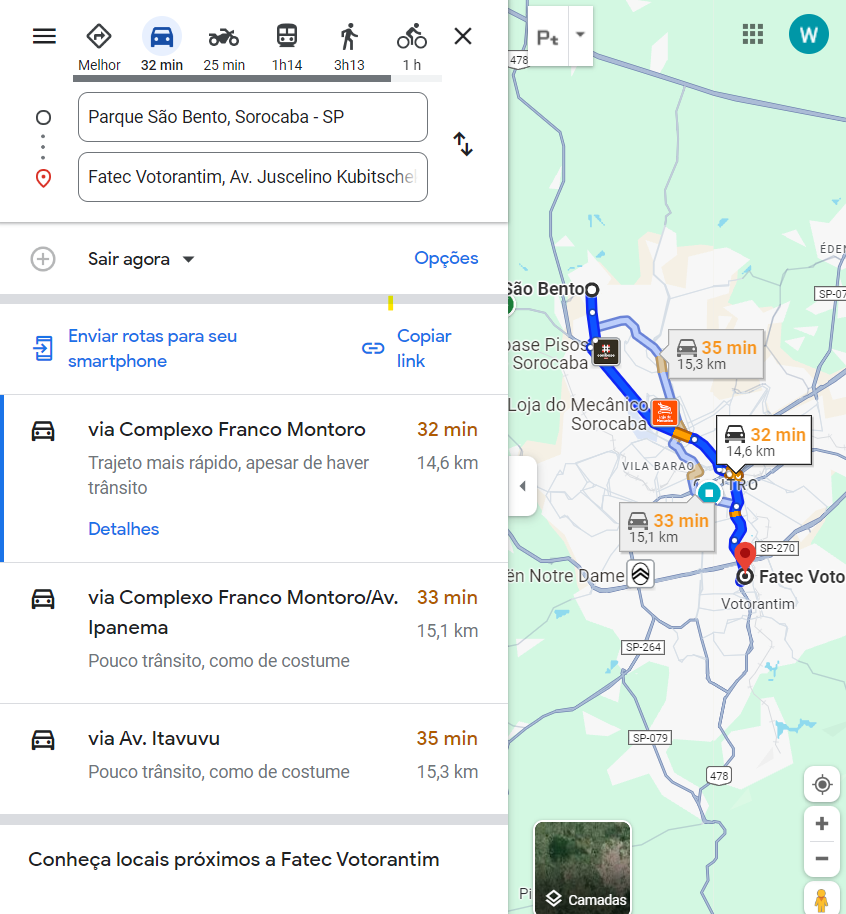 Melhor
32 min
25 min
1h14
3h13
1 h
Parque São Bento, Sorocaba - SP
Fatec Votorantim, Av. Juscelino Kubitschel
Sair agora
Opções
Enviar rotas para seu
smartphone
Copiar
link
via Complexo Franco Montoro
32 min
Trajeto mais rápido, apesar de haver
trânsito
14,6 km
Detalhes
via Complexo Franco Montoro/Av.
Ipanema
33 min
15,1 km
Pouco trânsito, como de costume
via Av. Itavuvu
35 min
Pouco trânsito, como de costume
15,3 km
Conheça locais próximos a Fatec Votorantim
478
Pt
W
ÉDEN
SP-07
São Bento
base Pisos
Sorocaba
35 min
15,3 km
Loja do Mecânico
Sorocaba
32 min
14,6 km
VILA BARÃO
33 min
15,1 km
SP-270
ën Notre Dame
Fatec Voto
Votorantim
SP-264
SP-079
478
Pi
Camadas